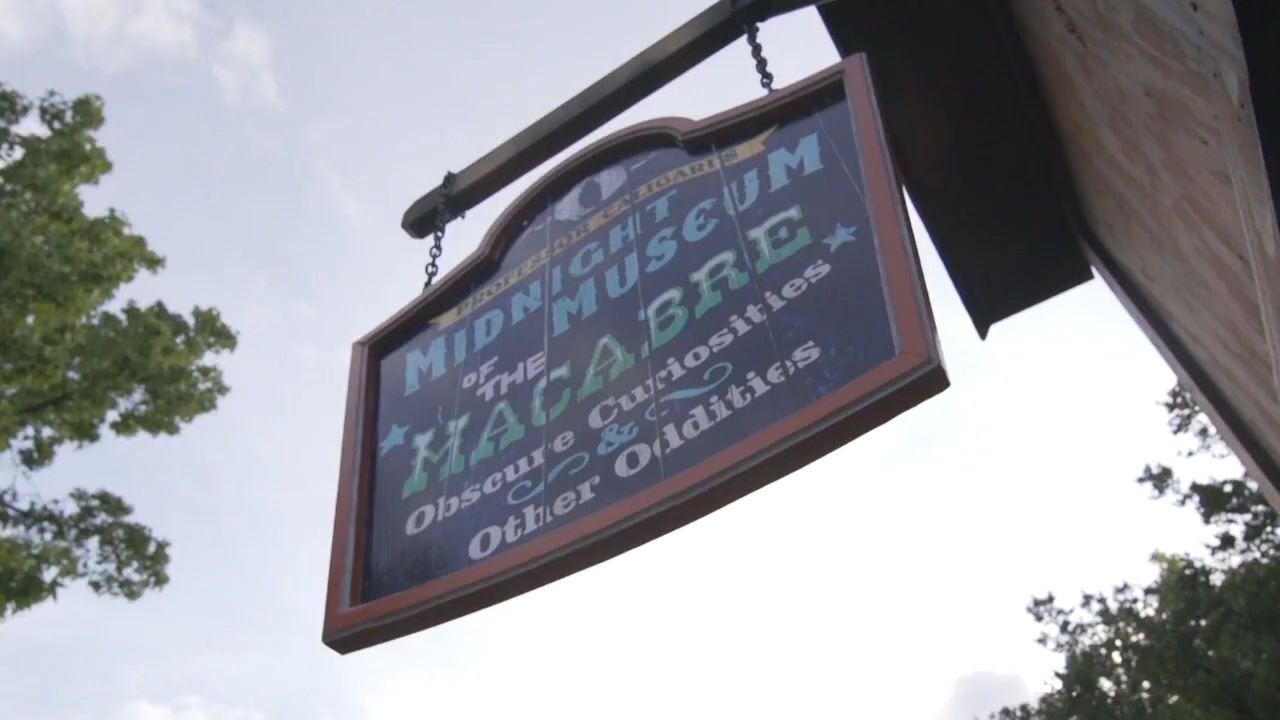 PROFESSOR CALIGARI'S
MIDNIGHT
MUSEUM
OF THE
MACABRE
Obscure Curiosities
&
Other Oddities